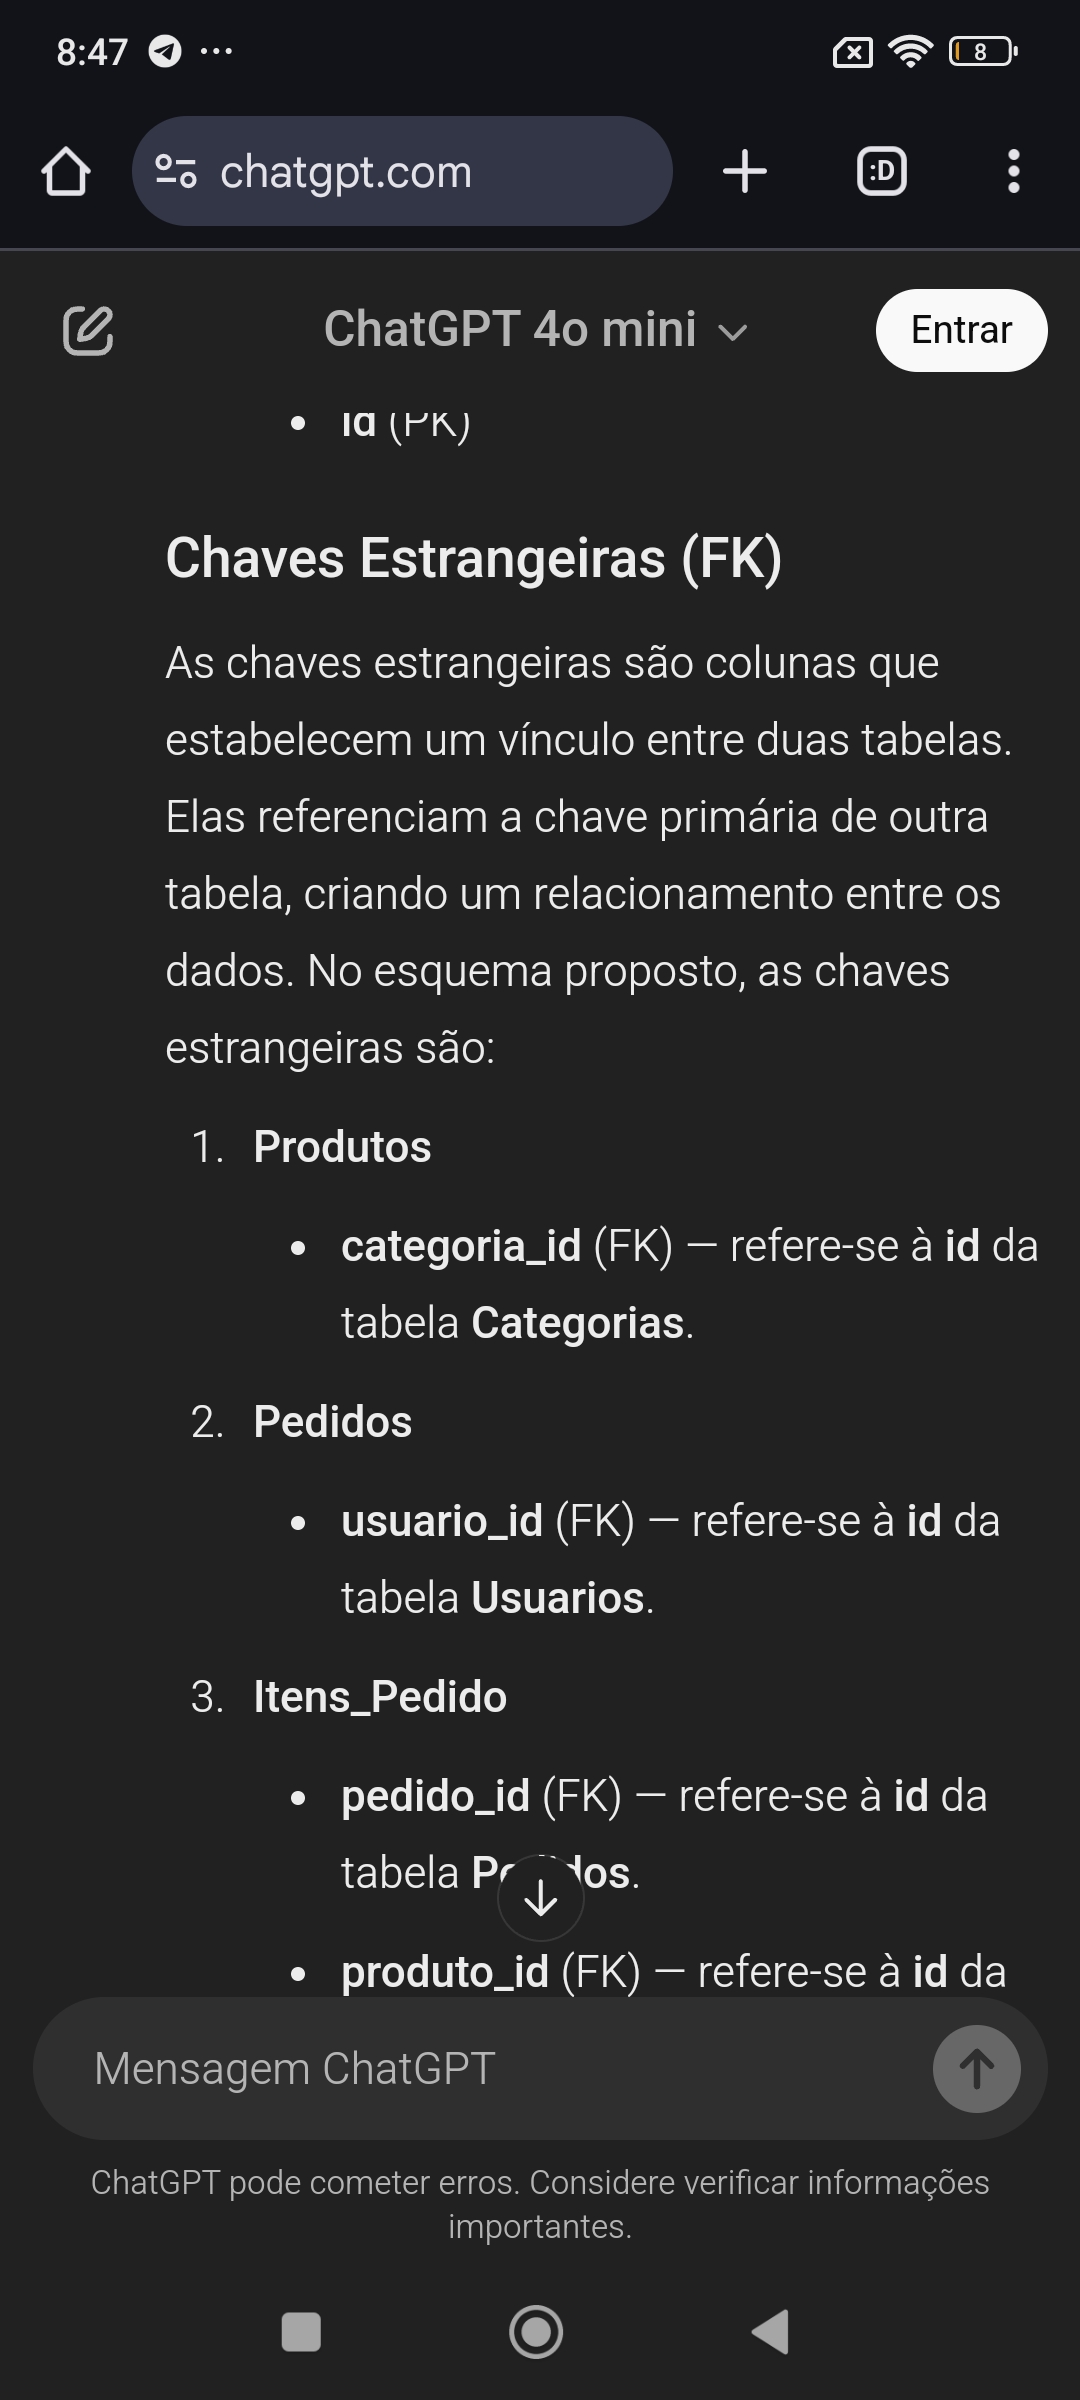 8:47
8
chatgpt.com
:D
ChatGPT 4o mini
Entrar
id (PK)
Chaves Estrangeiras (FK)
As chaves estrangeiras são colunas que
estabelecem um vínculo entre duas tabelas.
Elas referenciam a chave primária de outra
tabela, criando um relacionamento entre os
dados. No esquema proposto, as chaves
estrangeiras são:
1. Produtos
• categoria_id (FK) — refere-se à id da
tabela Categorias.
2. Pedidos
• usuario_id (FK) — refere-se à id da
tabela Usuarios.
3. Itens_Pedido
• pedido_id (FK) — refere-se à id da
tabela Pedidos.
• produto_id (FK) — refere-se à id da
Mensagem ChatGPT
ChatGPT pode cometer erros. Considere verificar informações
importantes.